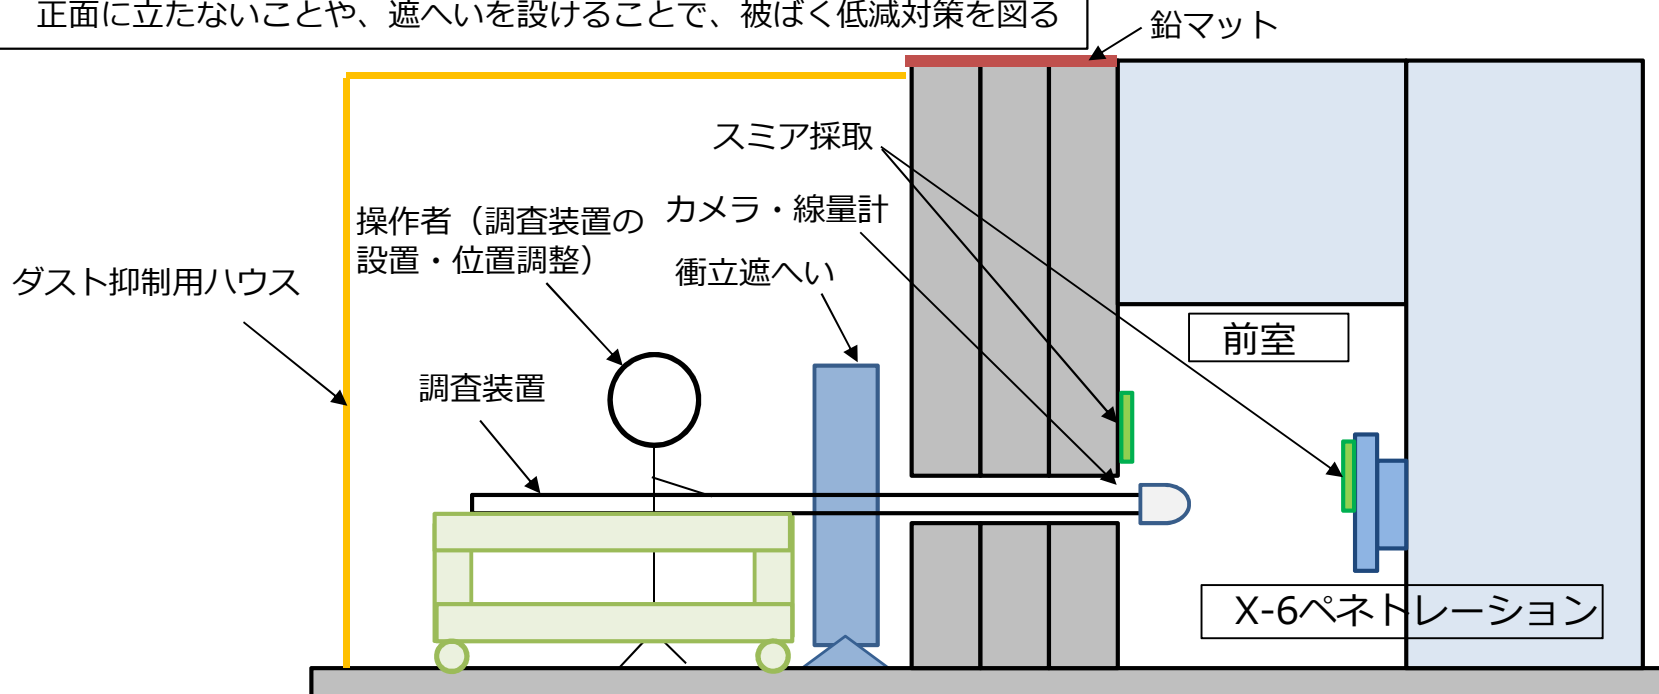 正面に立たないことや、遮へいを設けることで、被ばく低減対策を図る
鉛マット
スミア採取
カメラ・線量計
操作者（調査装置の
設置・位置調整）
衝立遮へい
ダスト抑制用ハウス
前室
調査装置
X-6ペネトレーション